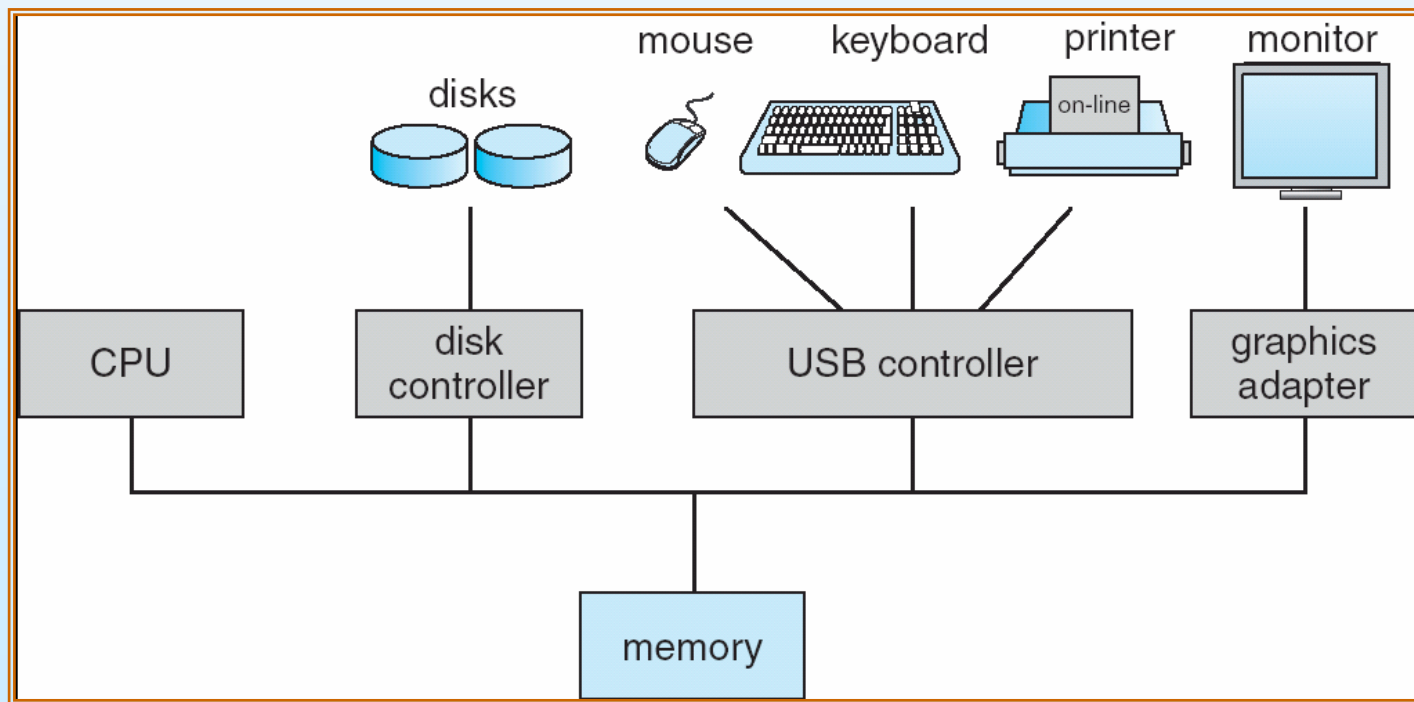 mouse
keyboard
printer
monitor
disks
on-line
CPU
disk
controller
USB controller
graphics
adapter
memory